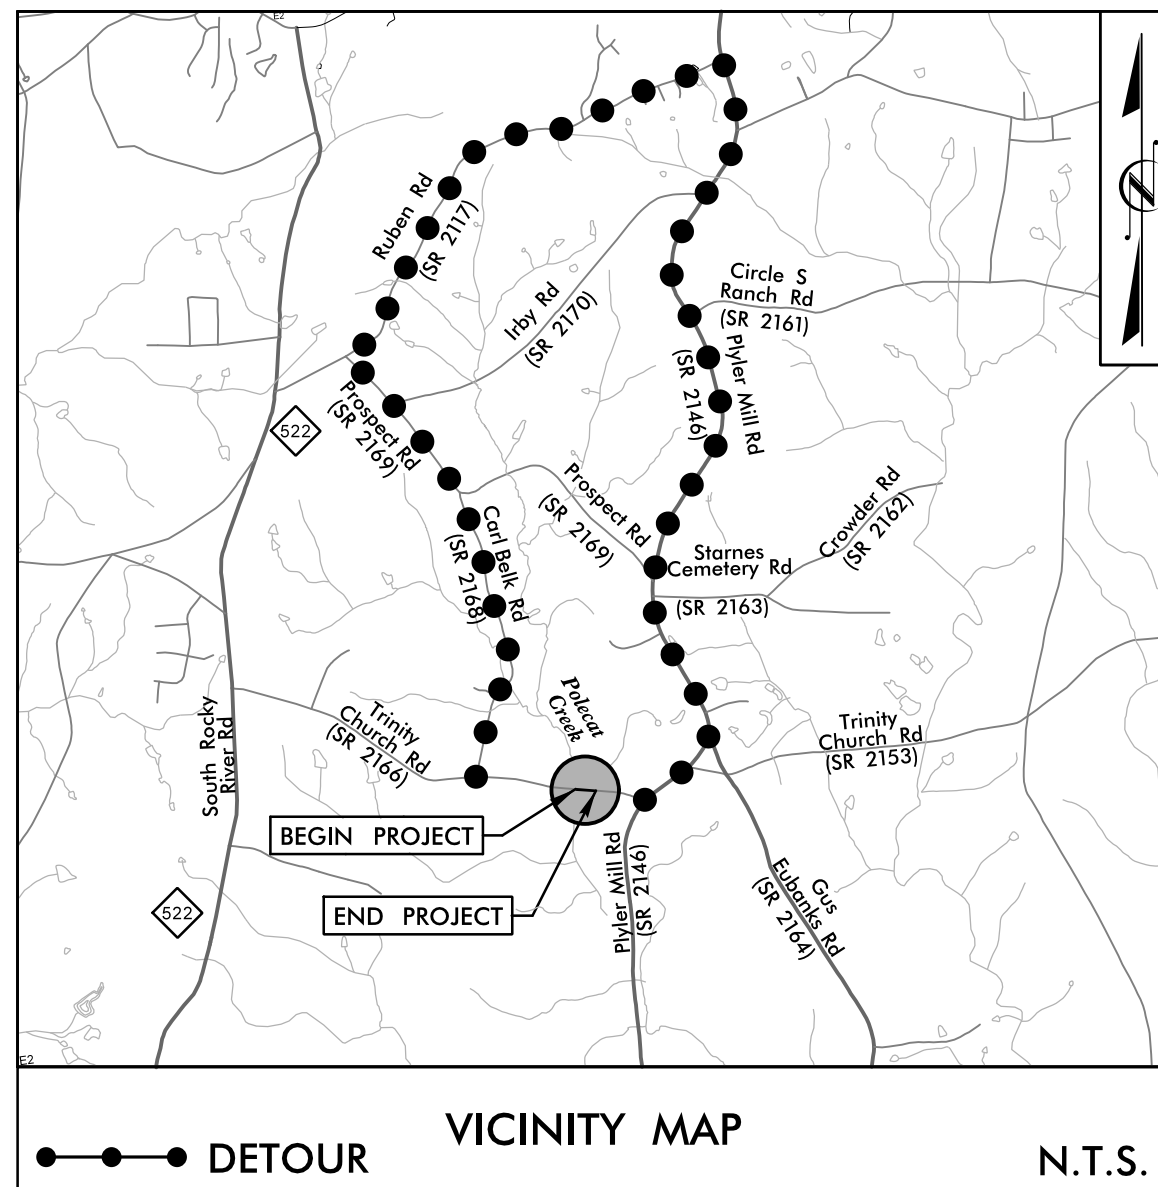 E2
Ruben Rd
(SR 2117)
Irby Rd
(SR 2170)
Circle S
Ranch Rd
(SR 2161)
Plyler Mill Rd
(SR 2146)
N
522
Prospect Rd
(SR 2169)
Prospect Rd
(SR 2169)
Crowder Rd
(SR 2162)
Carl Belk Rd
(SR 2168)
Starnes
Cemetery Rd
(SR 2163)
Polecat
Creek
Trinity
Church Rd
(SR 2166)
South Rocky
River Rd
Trinity
Church Rd
(SR 2153)
BEGIN PROJECT
END PROJECT
Plyler Mill Rd
(SR 2146)
Gus
Eubanks Rd
(SR 2164)
522
E2
VICINITY MAP
DETOUR
N.T.S.